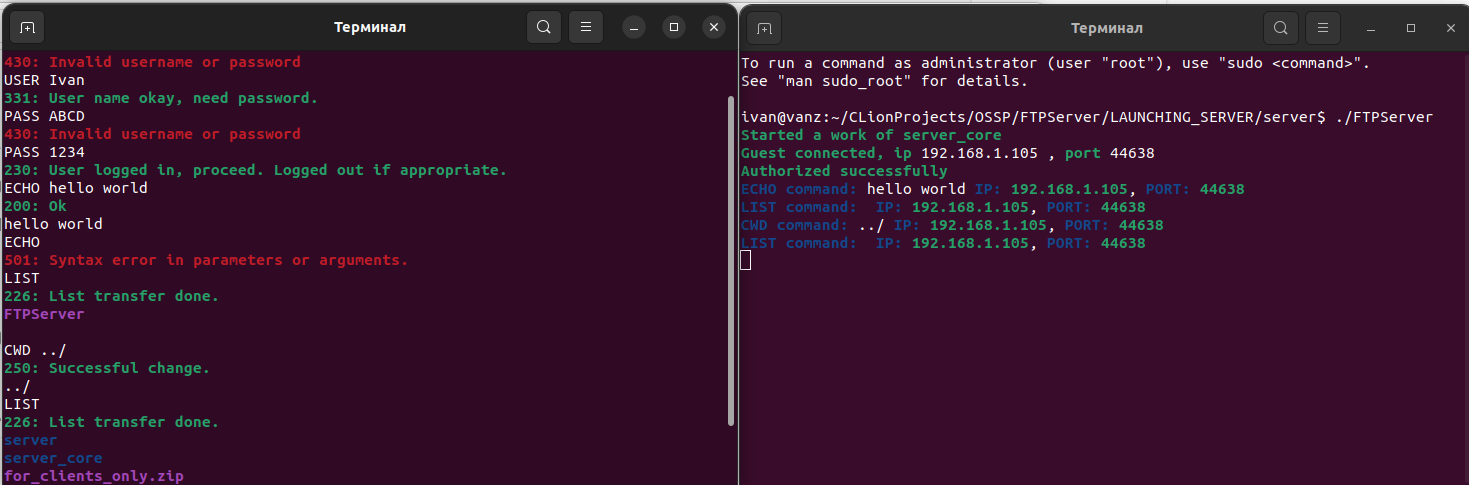 Терминал
430: Invalid username or password
USER Ivan
331: User name okay, need password.
PASS ABCD
430: Invalid username or password
PASS 1234
230: User logged in, proceed. Logged out if appropriate.
ECHO hello world
200: Ok
hello world
ECHO
501: Syntax error in parameters or arguments.
LIST
226: List transfer done.
FTPServer
CWD ../
250: Successful change.
../
LIST
226: List transfer done.
server
server_core
for_clients_only.zip
Терминал
To run a command as administrator (user "root"), use "sudo <command>".
See "man sudo_root" for details.
ivan@vanz:~/CLionProjects/OSSP/FTPServer/LAUNCHING_SERVER/server$ ./FTPServer
Started a work of server_core
Guest connected, ip 192.168.1.105 , port 44638
Authorized successfully
ECHO command: hello world IP: 192.168.1.105, PORT: 44638
LIST command:  IP: 192.168.1.105, PORT: 44638
CWD command: ../ IP: 192.168.1.105, PORT: 44638
LIST command:  IP: 192.168.1.105, PORT: 44638